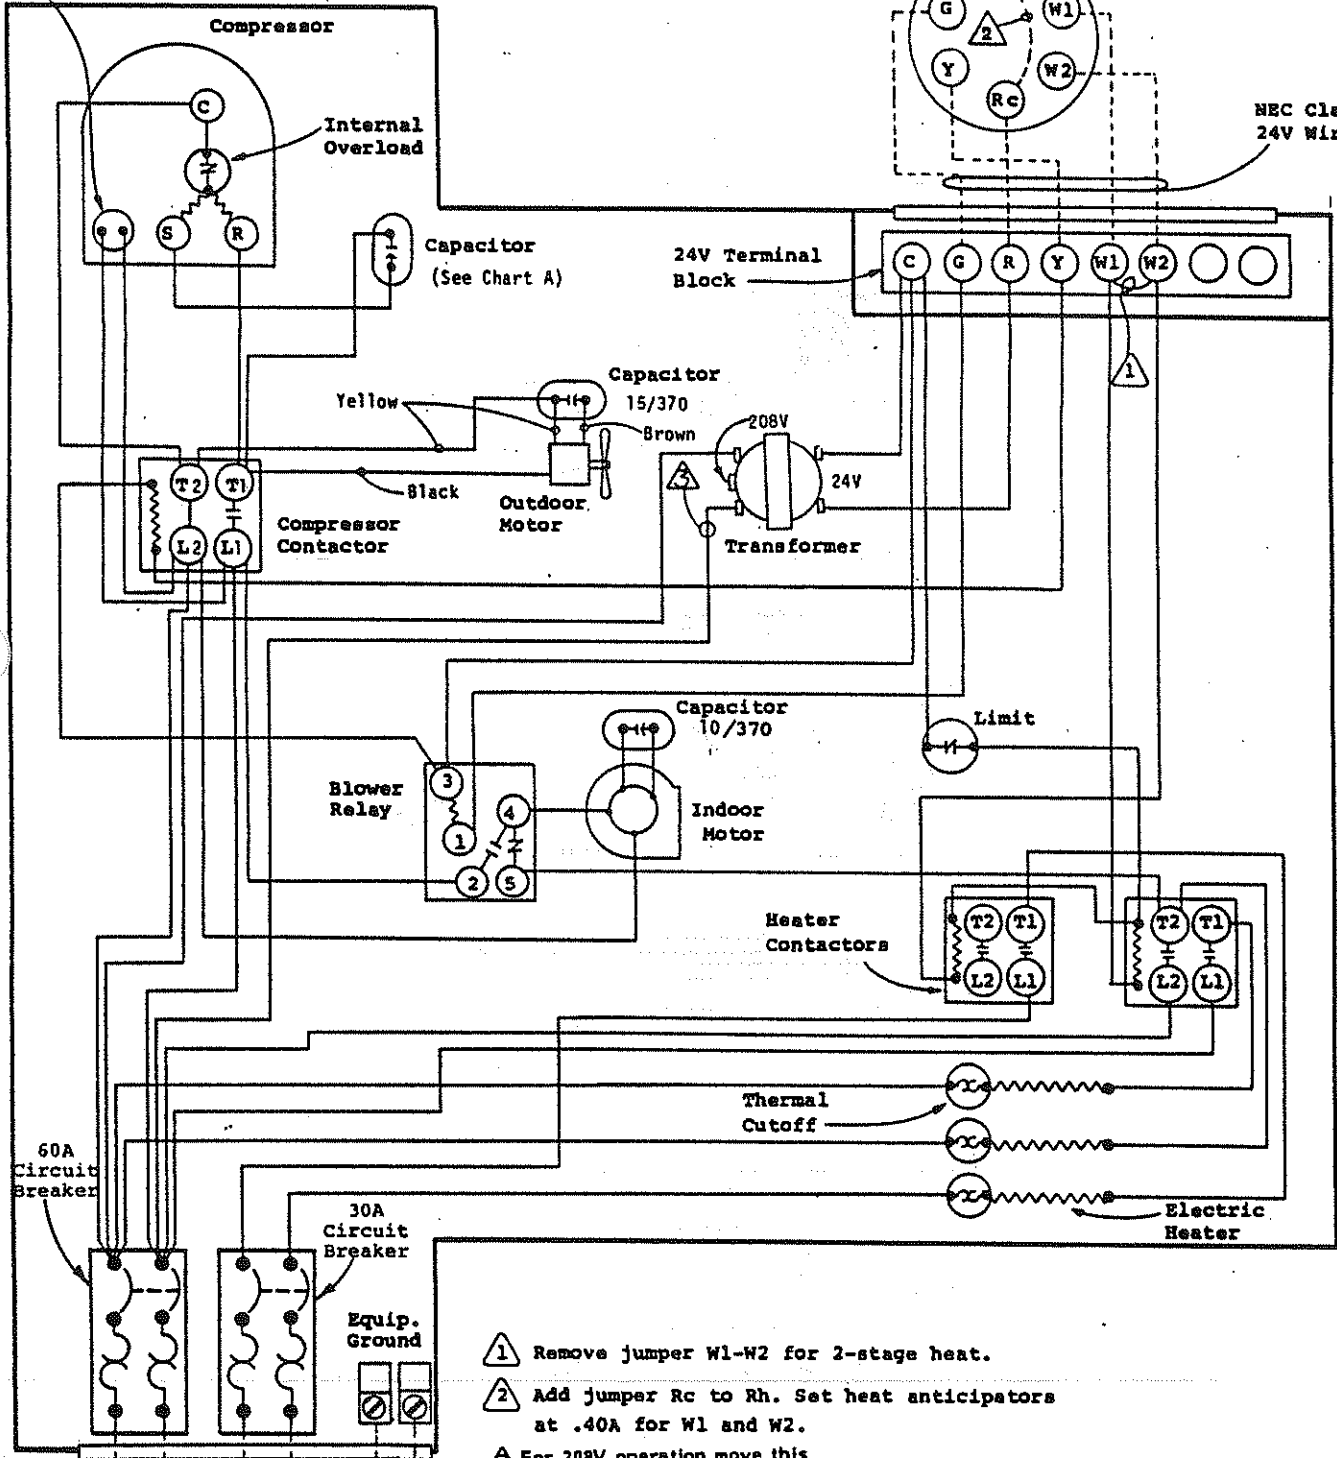 Compressor
G
2
W1
Y
W2
Rc
C
Internal
Overload
NEC
24V
S
R
Capacitor
(See Chart A)
24V Terminal
Block
C
G
R
Y
W1
W2
1
Capacitor
15/370
Yellow
Brown
208V
3
24V
Black
Outdoor
Motor
Transformer
T2
T1
L2
L1
Compressor
Contactor
Capacitor
10/370
Limit
Blower
Relay
3
4
1
2
5
Indoor
Motor
Heater
Contactors
T2
T1
L2
L1
T2
T1
L2
L1
Thermal
Cutoff
Electric
Heater
60A
Circuit
Breaker
30A
Circuit
Breaker
Equip.
Ground
1 Remove jumper W1-W2 for 2-stage heat.
2 Add jumper Rc to Rh. Set heat anticipators
at .40A for W1 and W2.
For 208V operation move this